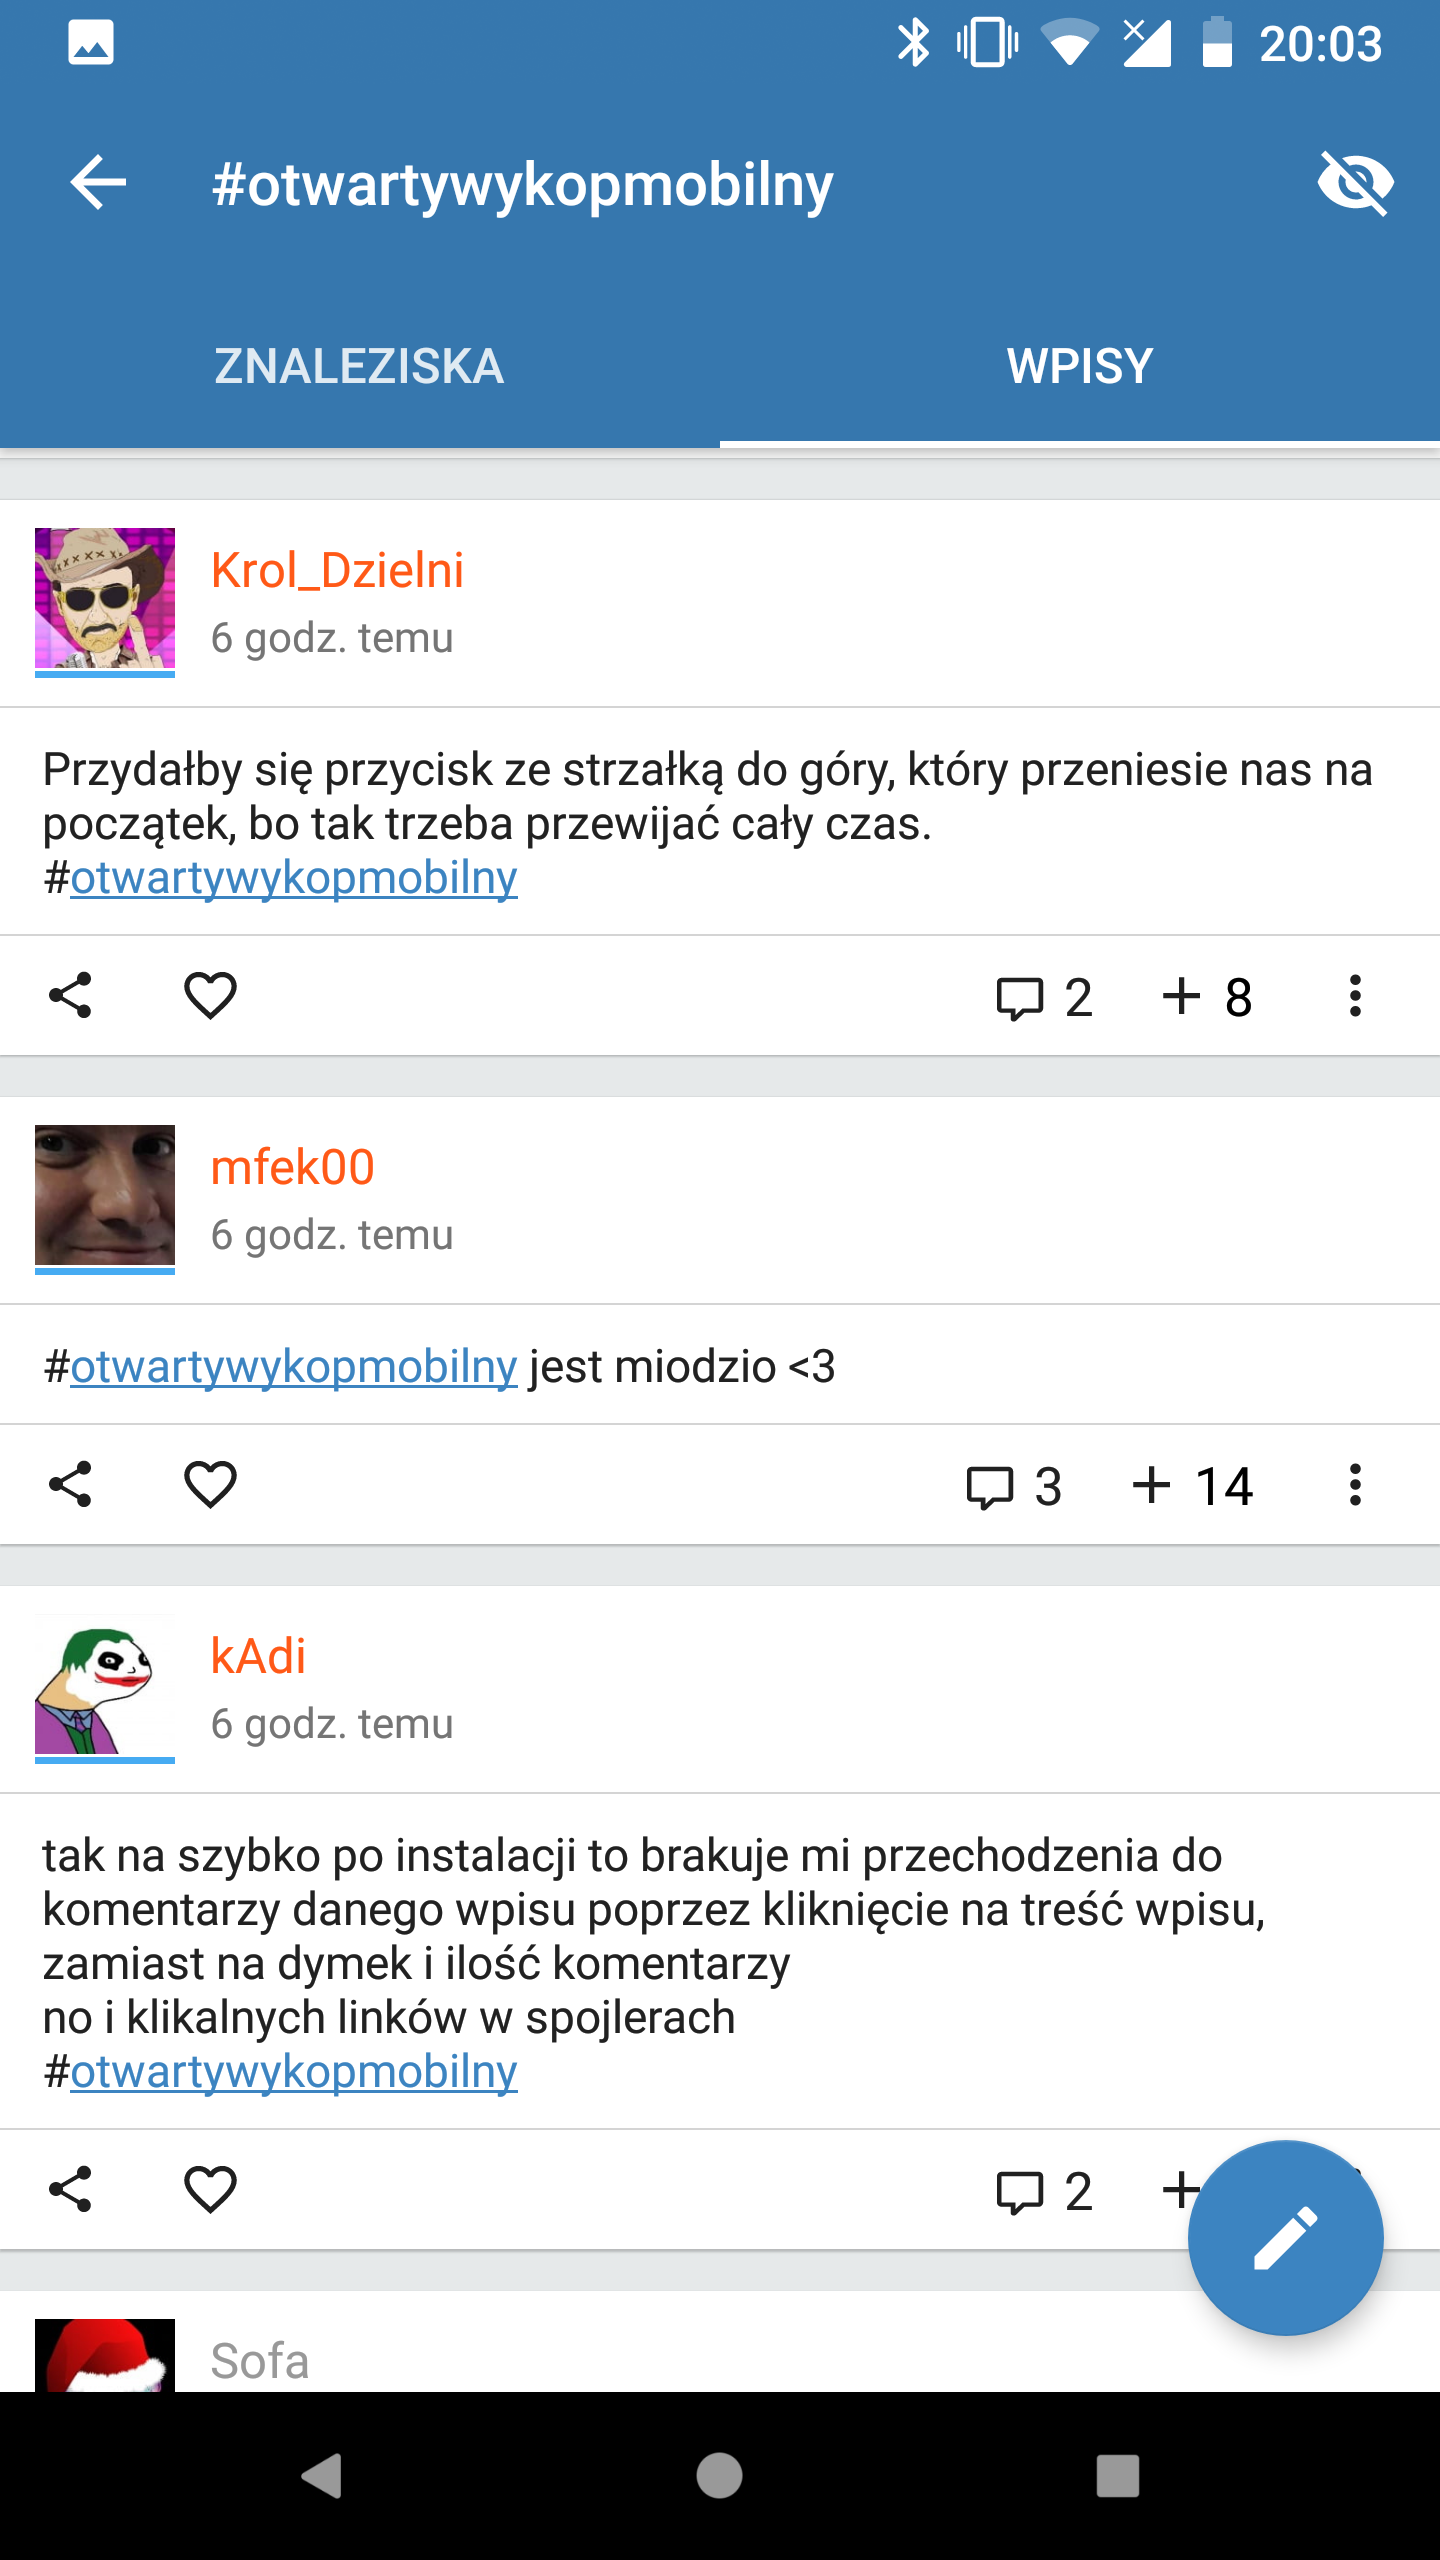 20:03
#otwartywykopmobilny
ZNALEZISKA
WPISY
Krol_Dzielni
6 godz. temu
Przydałby się przycisk ze strzałką do góry, który przeniesie nas na
początek, bo tak trzeba przewijać cały czas.
#otwartywykopmobilny
2 + 8
mfek00
6 godz. temu
#otwartywykopmobilny jest miodzio <3
3 + 14
kAdi
6 godz. temu
tak na szybko po instalacji to brakuje mi przechodzenia do
komentarzy danego wpisu poprzez kliknięcie na treść wpisu,
zamiast na dymek i ilość komentarzy
no i klikalnych linków w spojlerach
#otwartywykopmobilny
2 +
Sofa